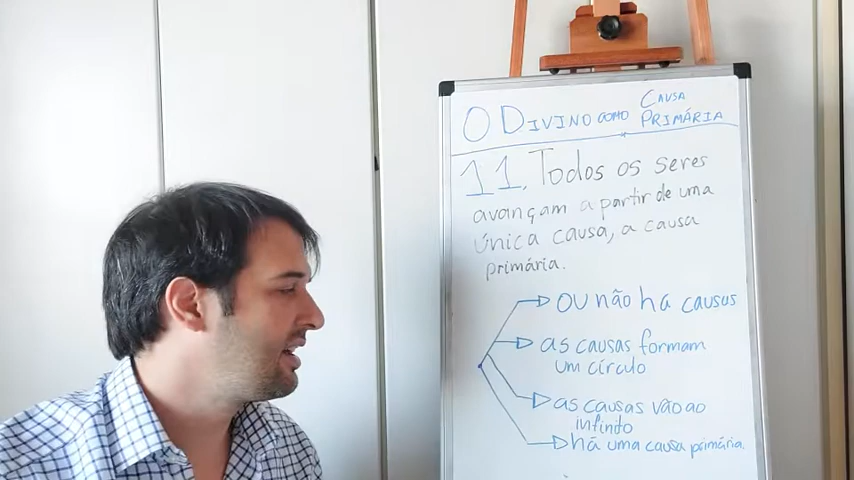 O DIVINO COMO CAUSA PRIMÁRIA
11. Todos os seres
avançam a partir de uma
única causa, a causa
primária.
ou não há causas
as causas formam
um círculo
as causas vão ao
infinto
há uma causa primária.